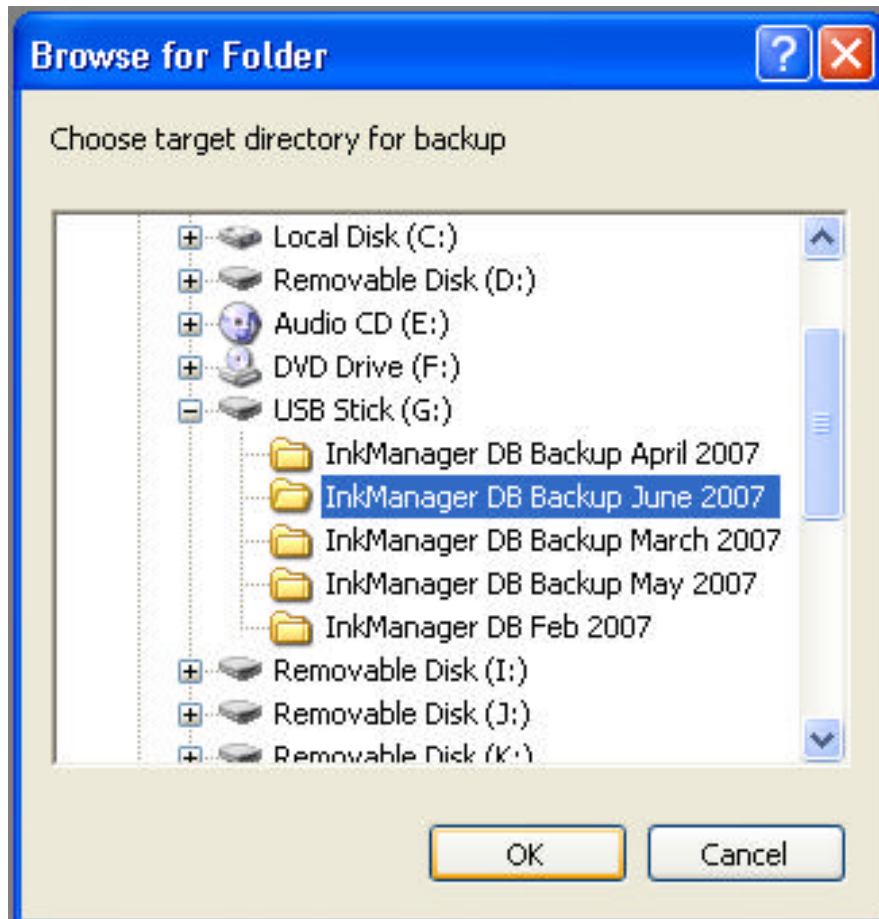 Browse for Folder
Choose target directory for backup
Local Disk (C:)
Removable Disk (D:)
Audio CD (E:)
DVD Drive (F:)
USB Stick (G:)
InkManager DB Backup April 2007
InkManager DB Backup June 2007
InkManager DB Backup March 2007
InkManager DB Backup May 2007
InkManager DB Feb 2007
Removable Disk (I:)
Removable Disk (J:)
Removable Disk (K:)
OK Cancel